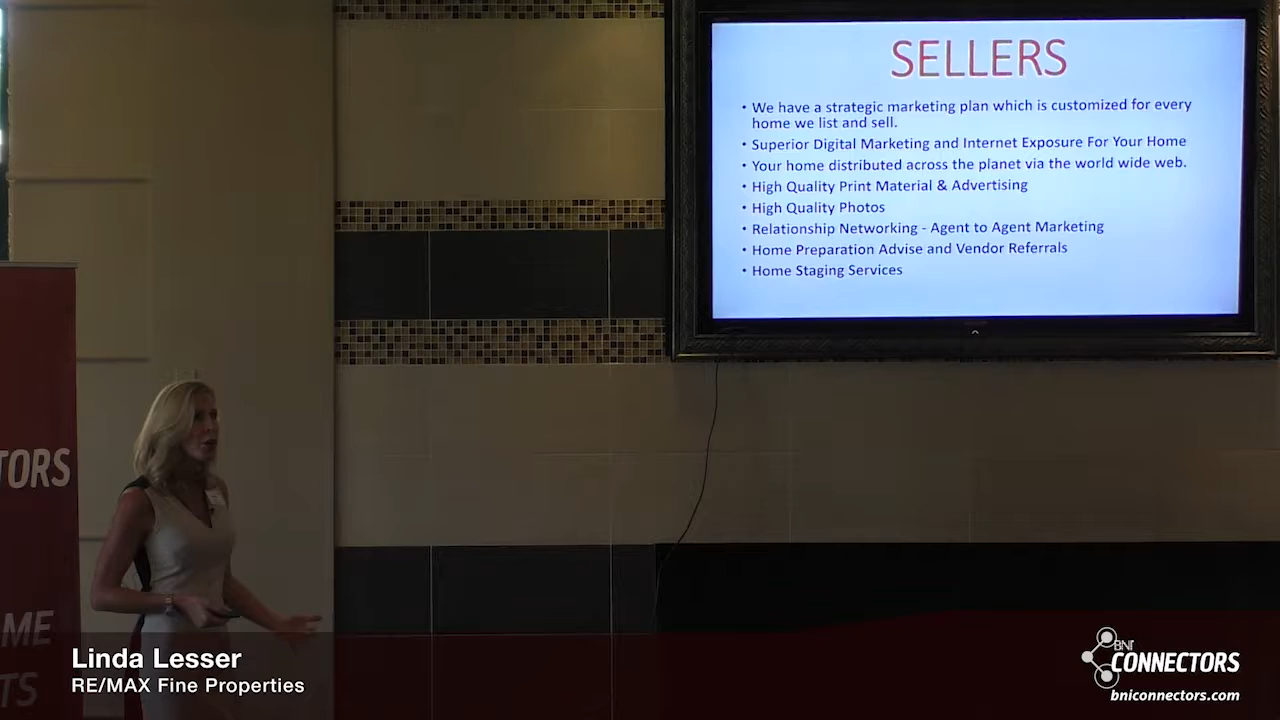 SELLERS
• We have a strategic marketing plan which is customized for every
home we list and sell.
• Superior Digital Marketing and Internet Exposure For Your Home
• Your home distributed across the planet via the world wide web.
• High Quality Print Material & Advertising
• High Quality Photos
• Relationship Networking - Agent to Agent Marketing
• Home Preparation Advise and Vendor Referrals
• Home Staging Services
TORS
ME
TS
Linda Lesser
RE/MAX Fine Properties
BNI
CONNECTORS
bniconnectors.com